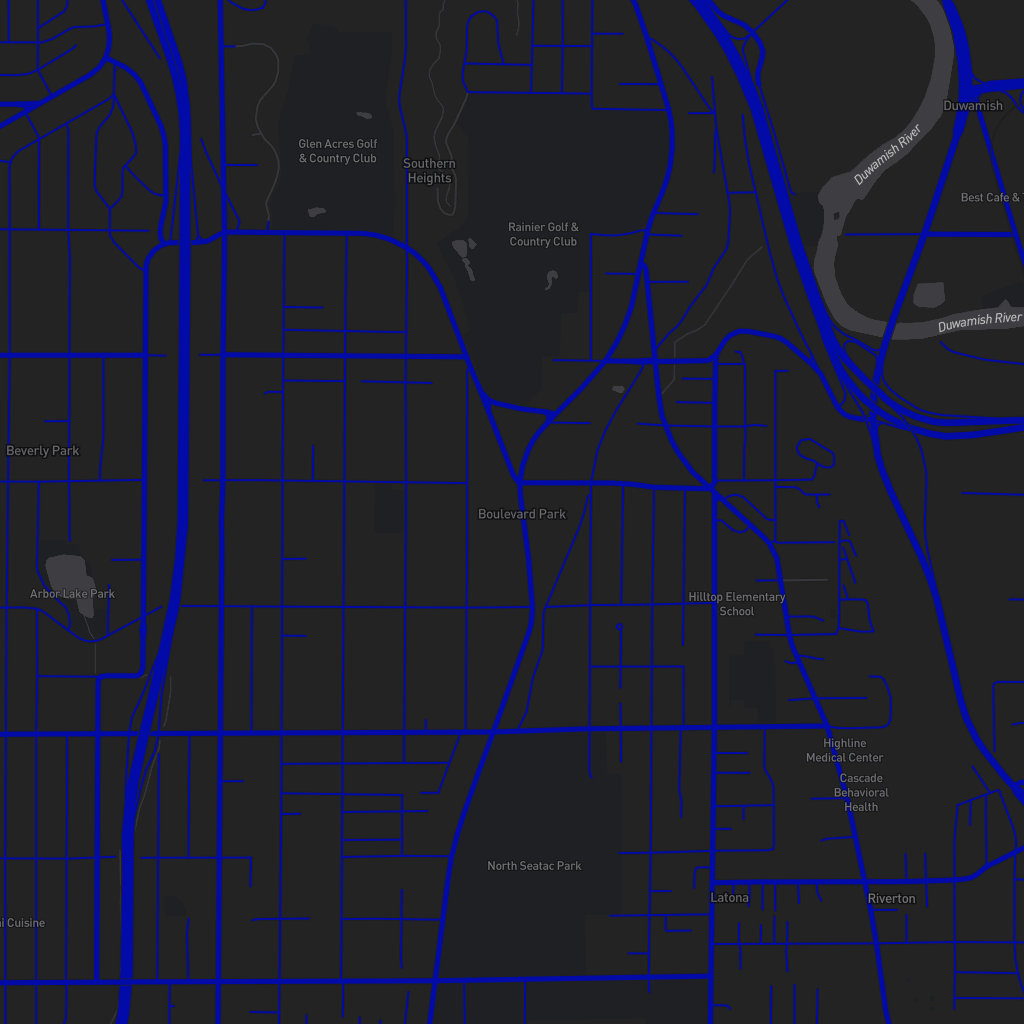 Duwamish
Duwamish River
Glen Acres Golf
& Country Club
Southern
Heights
Best Cafe & T
Rainier Golf &
Country Club
Duwamish River
Beverly Park
Boulevard Park
Arbor Lake Park
Hilltop Elementary
School
Highline
Medical Center
Cascade
Behavioral
Health
North Seatac Park
Latona
Riverton
ai Cuisine